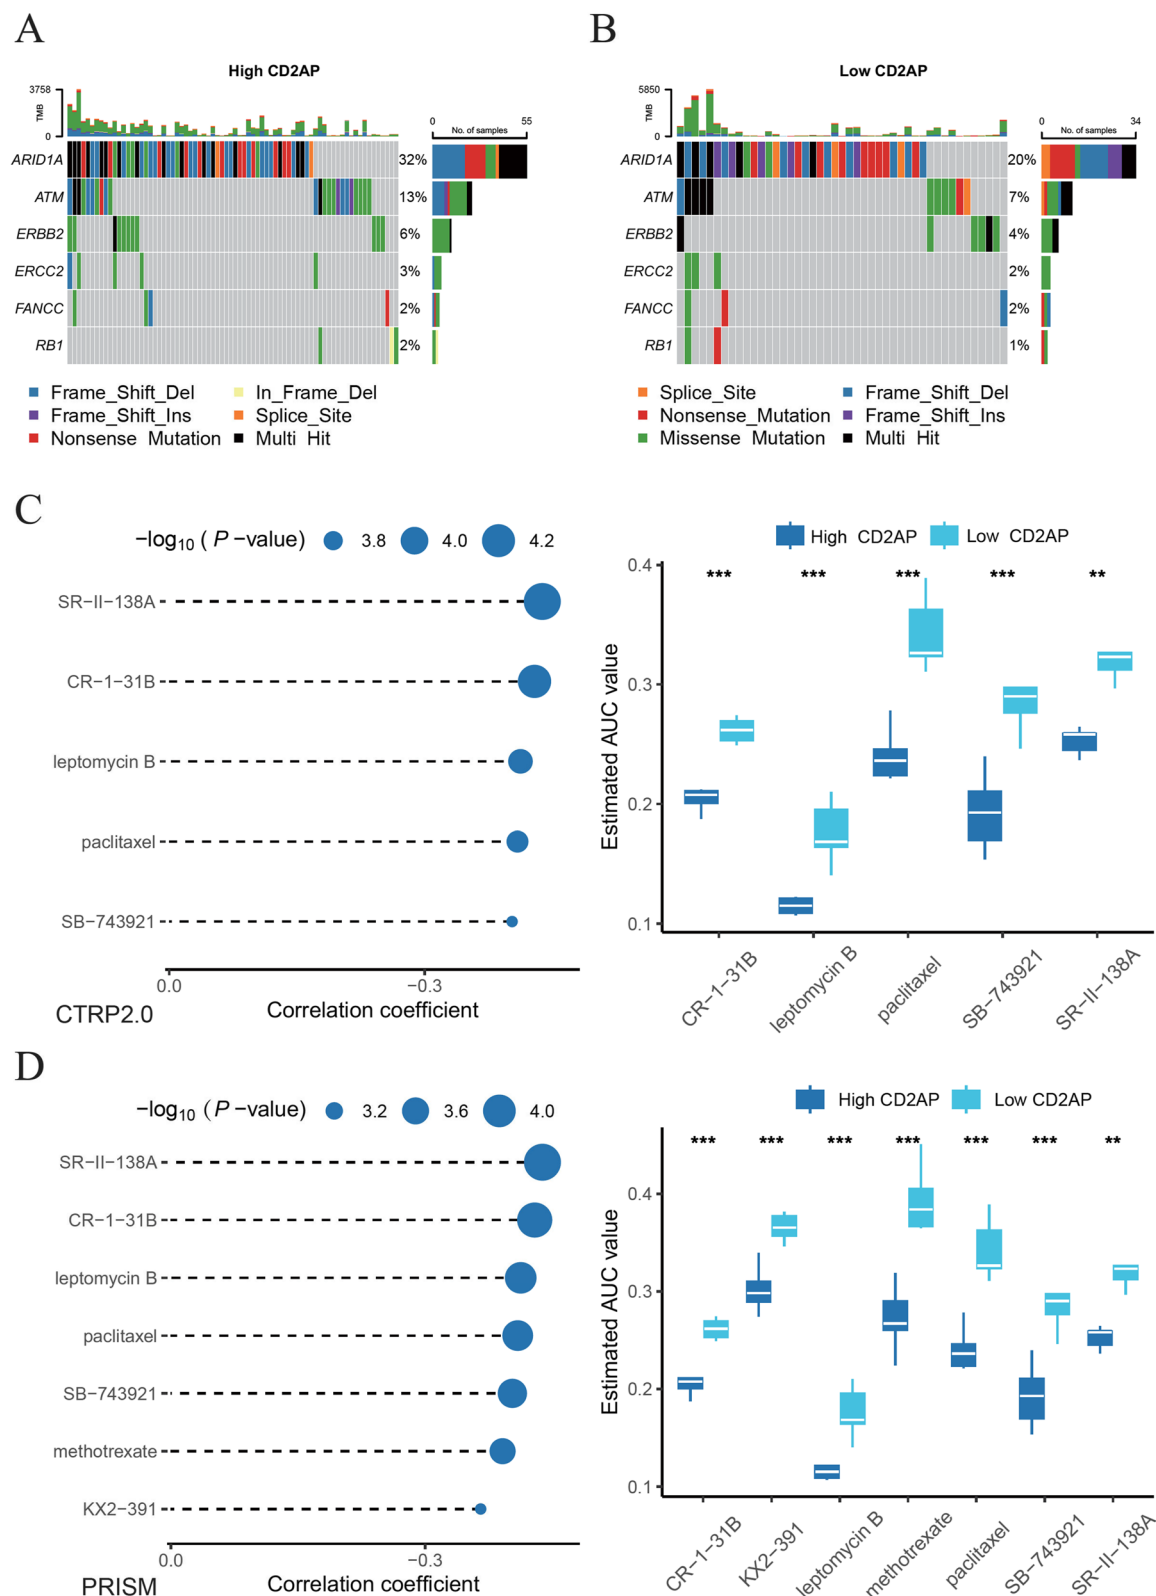 A
High CD2AP
3758
TMB
0
0 55
No. of samples
ARID1A 32%
ATM 13%
ERBB2 6%
ERCC2 3%
FANCC 2%
RB1 2%
Frame_Shift_Del In_Frame_Del
Frame_Shift_Ins Splice_Site
Nonsense Mutation Multi Hit
B
Low CD2AP
5850
TMB
0
0 34
No. of samples
ARID1A 20%
ATM 7%
ERBB2 4%
ERCC2 2%
FANCC 2%
RB1 1%
Splice_Site Frame_Shift_Del
Nonsense_Mutation Frame_Shift_Ins
Missense Mutation Multi Hit
C
−log10 ( P −value) 3.8 4.0 4.2
SR−II−138A
CR−1−31B
leptomycin B
paclitaxel
SB−743921
0.0 −0.3
Correlation coefficient
CTRP2.0
High CD2AP Low CD2AP
*** *** *** *** **
0.4
0.3
0.2
0.1
Estimated AUC value
CR−1−31B
leptomycin B
paclitaxel
SB−743921
SR−II−138A
D
−log10 (P −value) 3.2 3.6 4.0
SR−II−138A
CR−1−31B
leptomycin B
paclitaxel
SB−743921
methotrexate
KX2−391
0.0 −0.3
Correlation coefficient
PRISM
High CD2AP Low CD2AP
*** *** *** *** *** *** **
0.4
0.3
0.2
0.1
Estimated AUC value
CR−1−31B
KX2−391
leptomycin B
methotrexate
paclitaxel
SB−743921
SR−II−138A